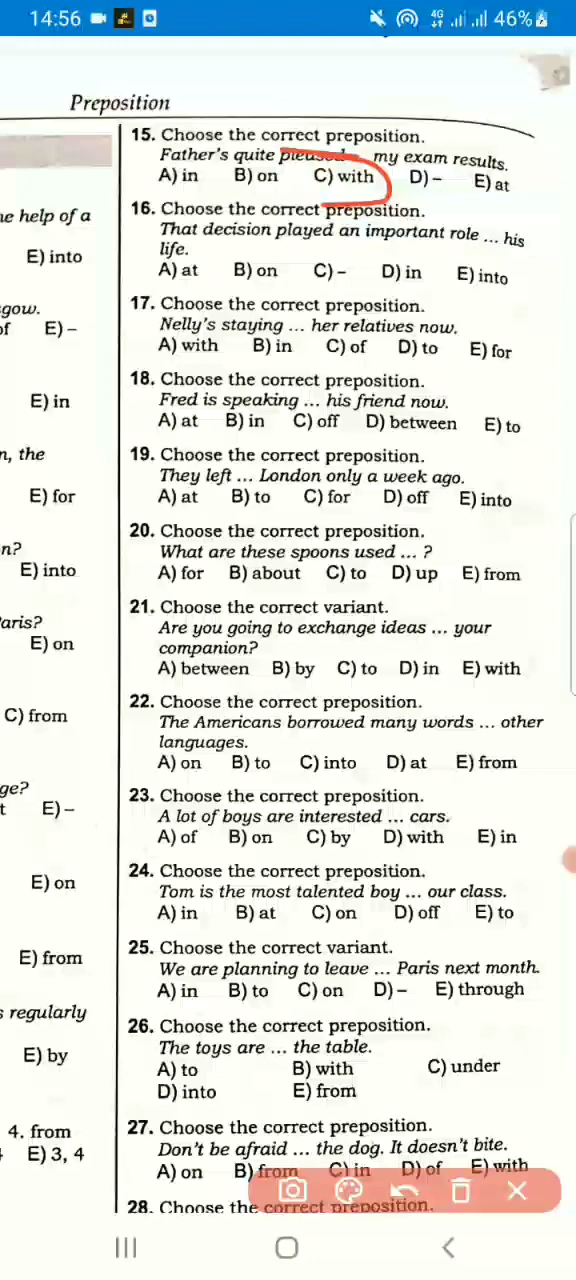 14:56
4G
46%
Preposition
he help of a
E) into
sgow.
of E) –
E) in
n, the
E) for
n?
E) into
Paris?
E) on
C) from
ge?
t E) –
E) on
E) from
s regularly
E) by
4. from
E) 3, 4
15. Choose the correct preposition.
Father's quite pleased ... my exam results.
A) in B) on C) with D) – E) at
16. Choose the correct preposition.
That decision played an important role ... his
life.
A) at B) on C) – D) in E) into
17. Choose the correct preposition.
Nelly's staying ... her relatives now.
A) with B) in C) of D) to E) for
18. Choose the correct preposition.
Fred is speaking ... his friend now.
A) at B) in C) off D) between E) to
19. Choose the correct preposition.
They left ... London only a week ago.
A) at B) to C) for D) off E) into
20. Choose the correct preposition.
What are these spoons used ... ?
A) for B) about C) to D) up E) from
21. Choose the correct variant.
Are you going to exchange ideas ... your
companion?
A) between B) by C) to D) in E) with
22. Choose the correct preposition.
The Americans borrowed many words ... other
languages.
A) on B) to C) into D) at E) from
23. Choose the correct preposition.
A lot of boys are interested ... cars.
A) of B) on C) by D) with E) in
24. Choose the correct preposition.
Tom is the most talented boy ... our class.
A) in B) at C) on D) off E) to
25. Choose the correct variant.
We are planning to leave ... Paris next month.
A) in B) to C) on D) – E) through
26. Choose the correct preposition.
The toys are ... the table.
A) to B) with C) under
D) into E) from
27. Choose the correct preposition.
Don't be afraid ... the dog. It doesn't bite.
A) on B) from C) in D) of E) with
28. Choose the correct preposition.